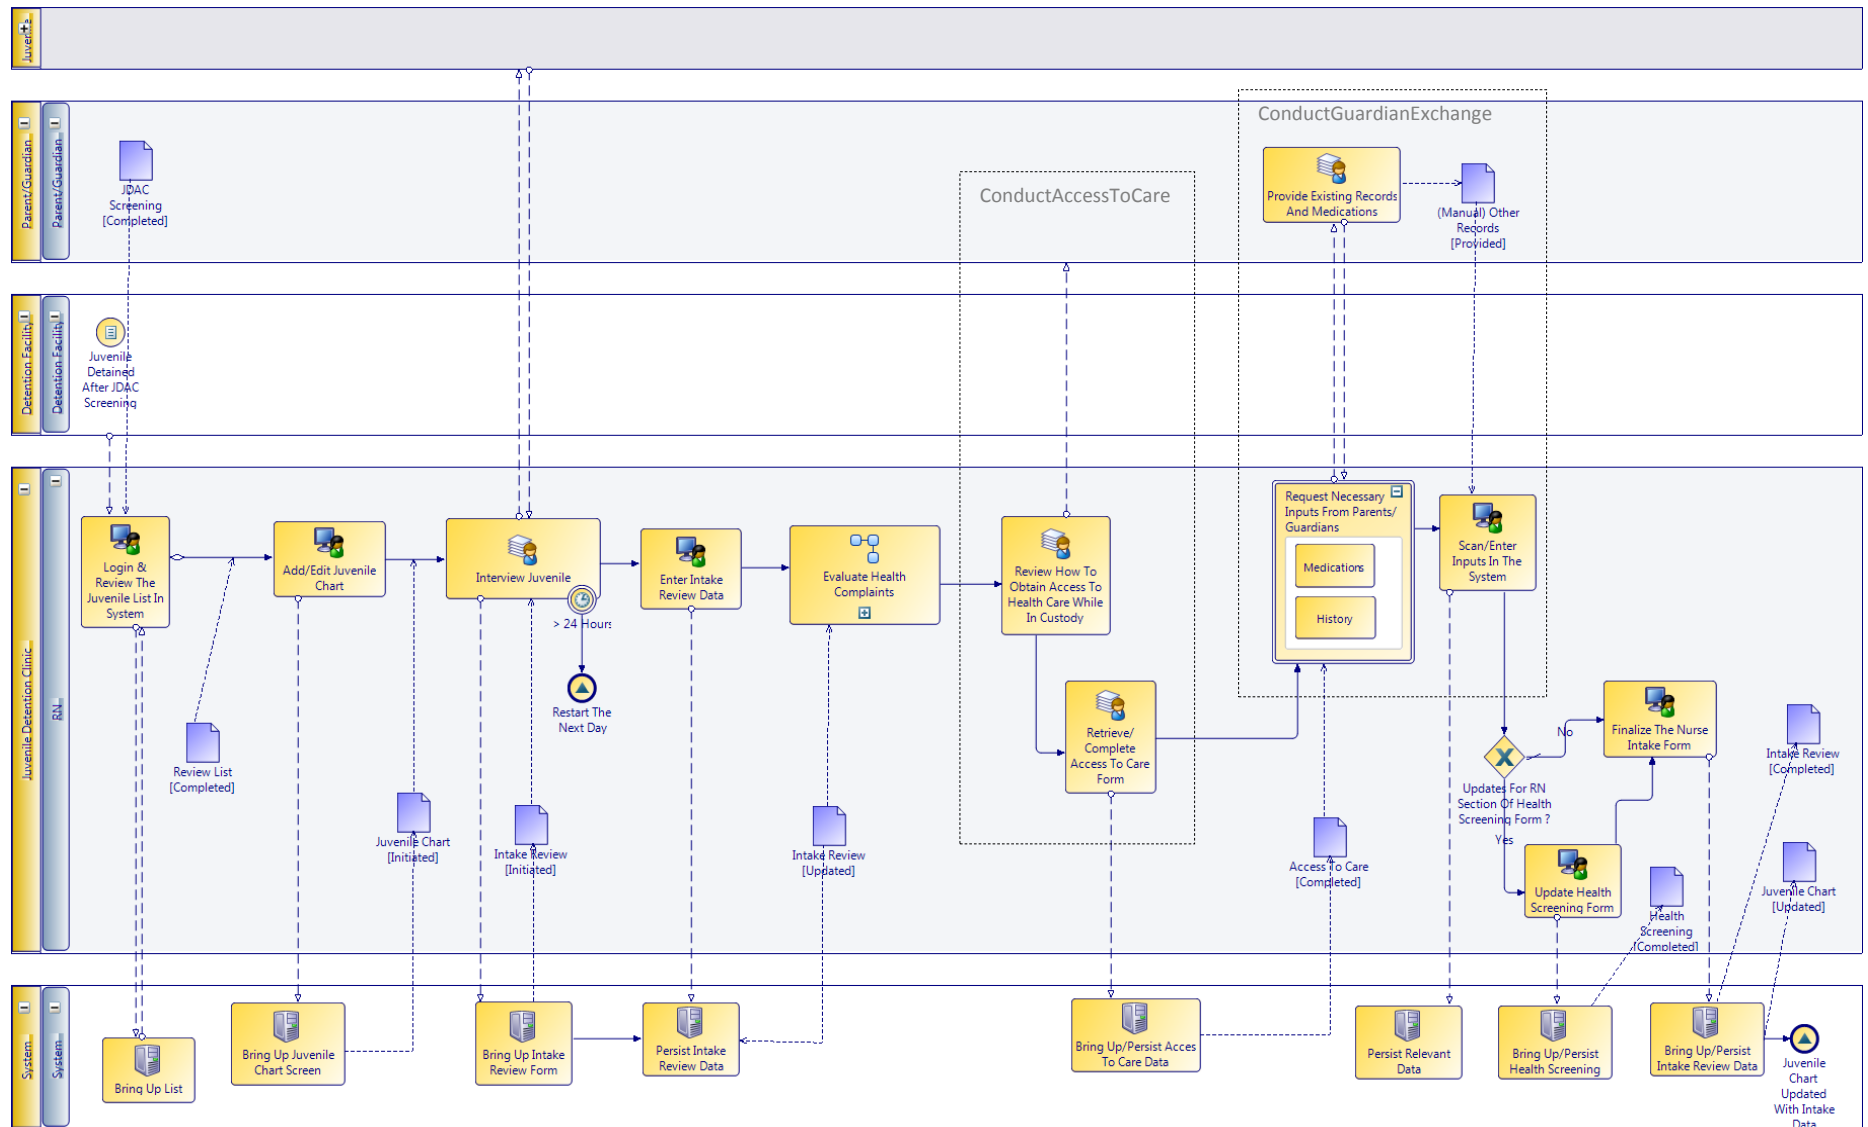 Juvenile
Parent/Guardian
Parent/Guardian
JDAC
Screening
[Completed]
ConductAccessToCare
ConductGuardianExchange
Provide Existing Records
And Medications
(Manual) Other
Records
[Provided]
Detention Facility
Detention Facility
Juvenile
Detained
After JDAC
Screening
Juvenile Detention Clinic
RN
Login &
Review The
Juvenile List In
System
Add/Edit Juvenile
Chart
Interview Juvenile
> 24 Hours
Restart The
Next Day
Enter Intake
Review Data
Evaluate Health
Complaints
Review How To
Obtain Access To
Health Care While
In Custody
Retrieve/
Complete
Access To Care
Form
Request Necessary
Inputs From Parents/
Guardians
Medications
History
Scan/Enter
Inputs In The
System
No
Updates For RN
Section Of Health
Screening Form ?
Yes
Finalize The Nurse
Intake Form
Update Health
Screening Form
Review List
[Completed]
Juvenile Chart
[Initiated]
Intake Review
[Initiated]
Intake Review
[Updated]
Access To Care
[Completed]
Health
Screening
[Completed]
Intake Review
[Completed]
Juvenile Chart
[Updated]
System
System
Bring Up List
Bring Up Juvenile
Chart Screen
Bring Up Intake
Review Form
Persist Intake
Review Data
Bring Up/Persist Acces
To Care Data
Persist Relevant
Data
Bring Up/Persist
Health Screening
Bring Up/Persist
Intake Review Data
Juvenile
Chart
Updated
With Intake
Data